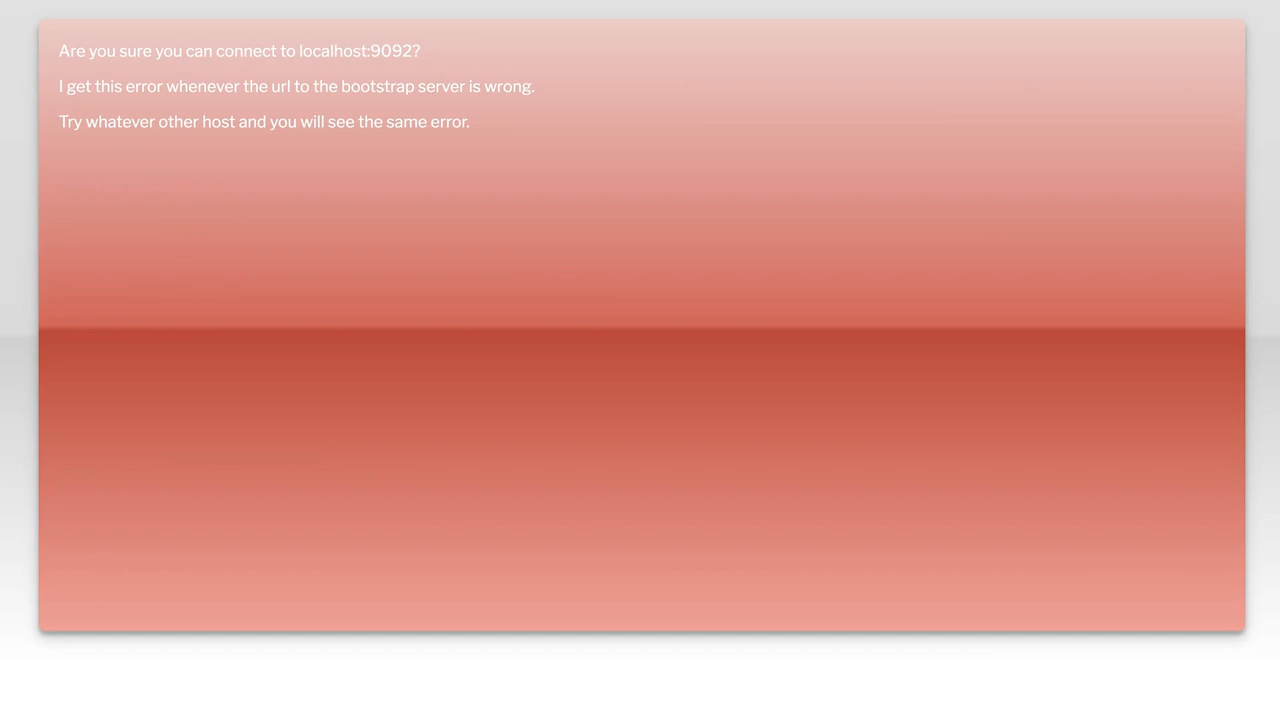 Are you sure you can connect to localhost:9092?
I get this error whenever the url to the bootstrap server is wrong.
Try whatever other host and you will see the same error.